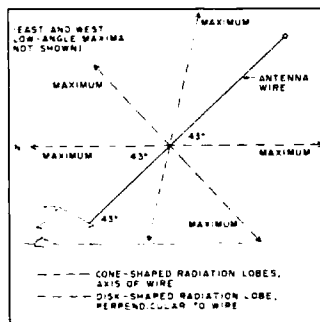 (EAST AND WEST
LOW-ANGLE MAXIMA
NOT SHOWN)
MAXIMUM
ANTENNA
WIRE
MAXIMUM
43°
MAXIMUM
43°
MAXIMUM
43°
MAXIMUM
CONE-SHAPED RADIATION LOBES,
AXIS OF WIRE
DISK-SHAPED RADIATION LOBE,
PERPENDICULAR TO WIRE